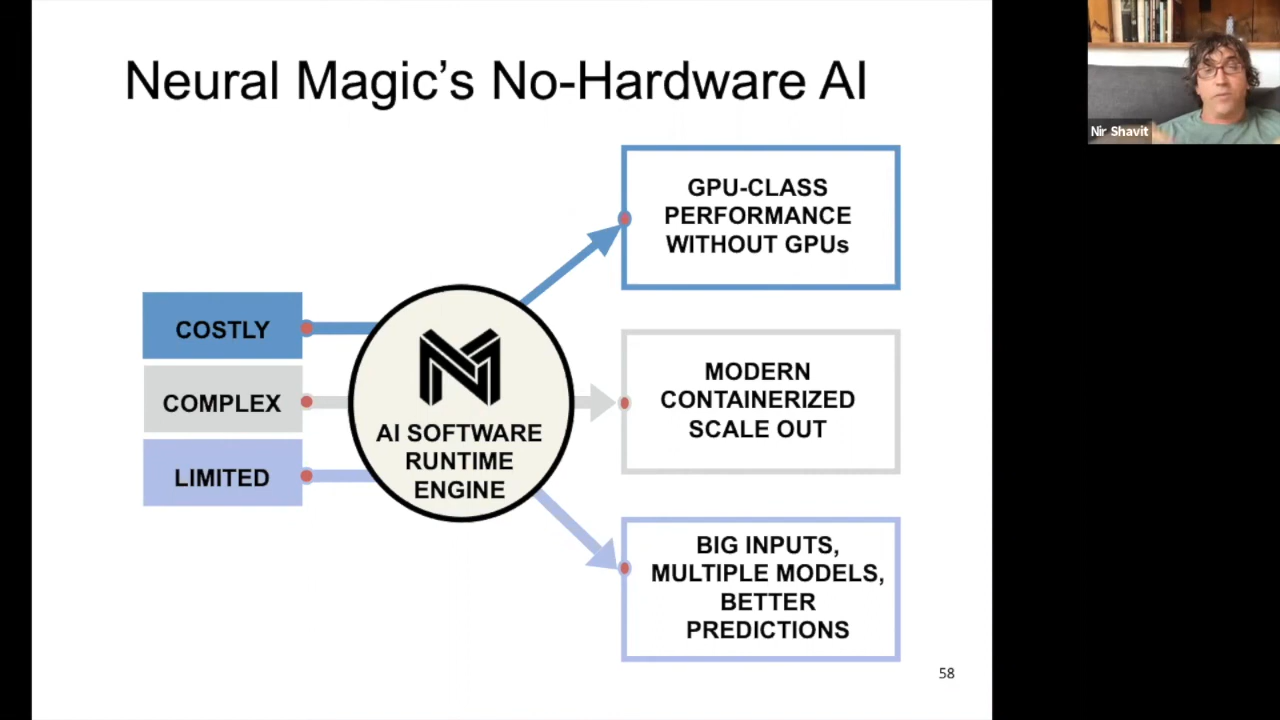 Neural Magic's No-Hardware AI
Nir Shavit
GPU-CLASS
PERFORMANCE
WITHOUT GPUs
COSTLY
COMPLEX
LIMITED
AI SOFTWARE
RUNTIME
ENGINE
MODERN
CONTAINERIZED
SCALE OUT
BIG INPUTS,
MULTIPLE MODELS,
BETTER
PREDICTIONS
58